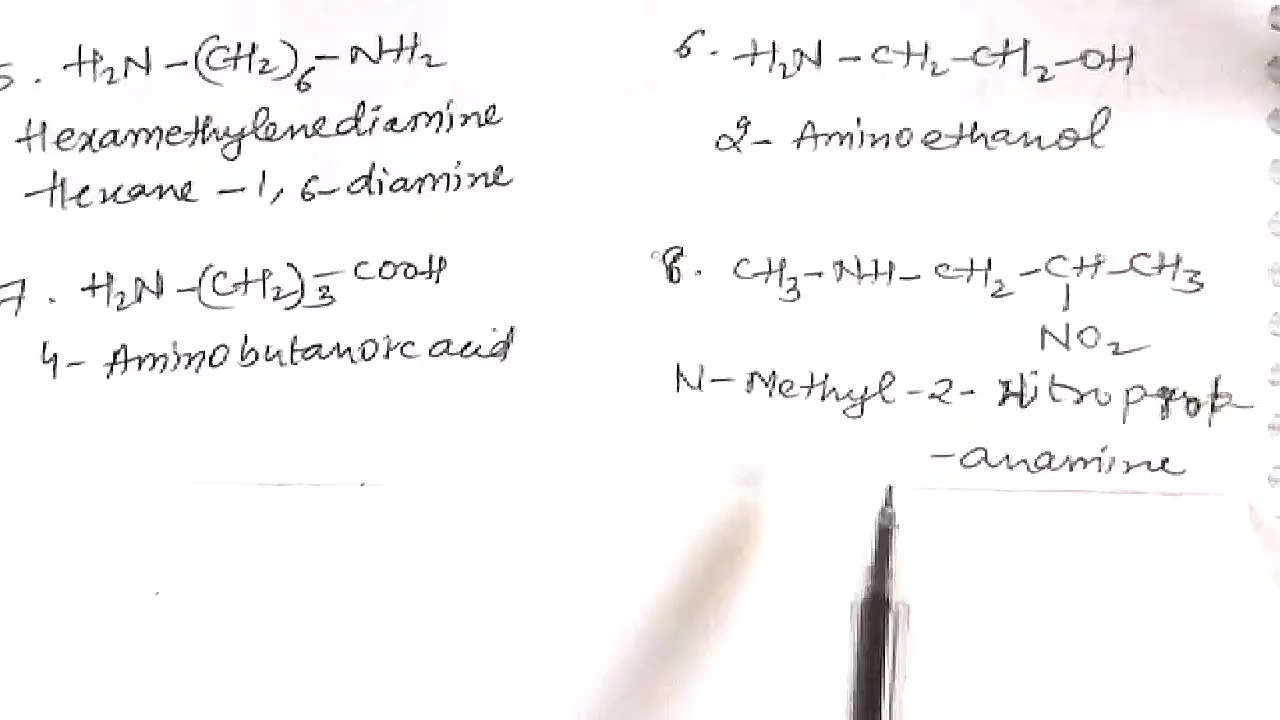 5. H₂N-(CH₂)₆-NH₂
Hexamethylenediamine
Hexane-1,6-diamine
6. H₂N-CH₂-CH₂-OH
2-Aminoethanol
7. H₂N-(CH₂)₃-COOH
4-Aminobutanoic acid
8. CH₃-NH-CH₂-CH-CH₃
|
NO₂
N-Methyl-2-Nitroprop
-anamine